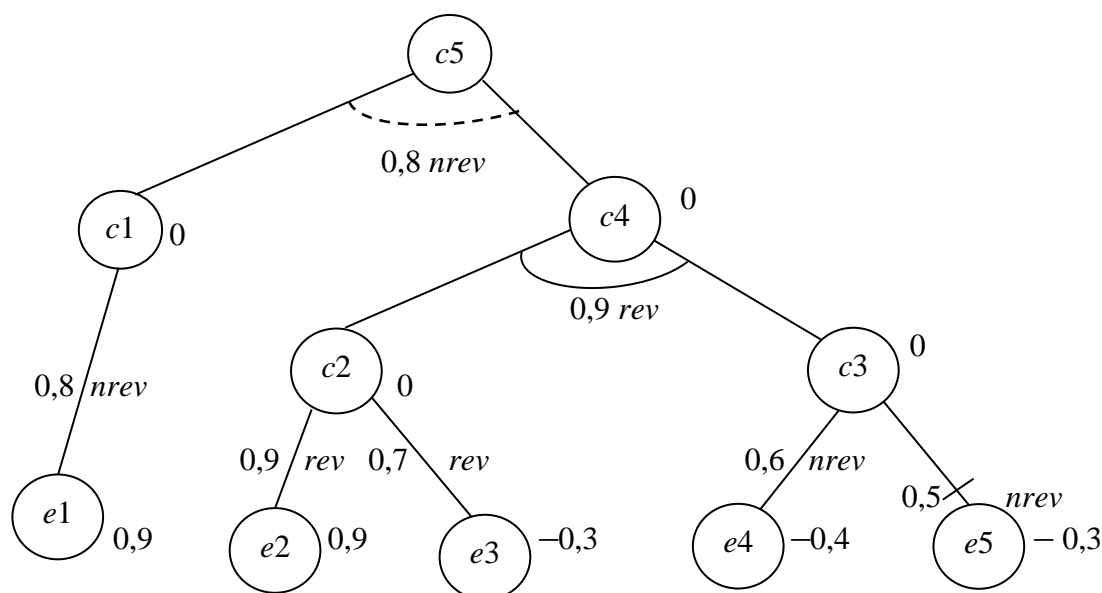 c5
0,8 nrev
c1 0
c4 0
0,9 rev
c2 0
c3 0
0,8 nrev
0,9 rev 0,7 rev
0,6 nrev
0,5 nrev
e1 0,9
e2 0,9
e3 –0,3
e4 –0,4
e5 – 0,3